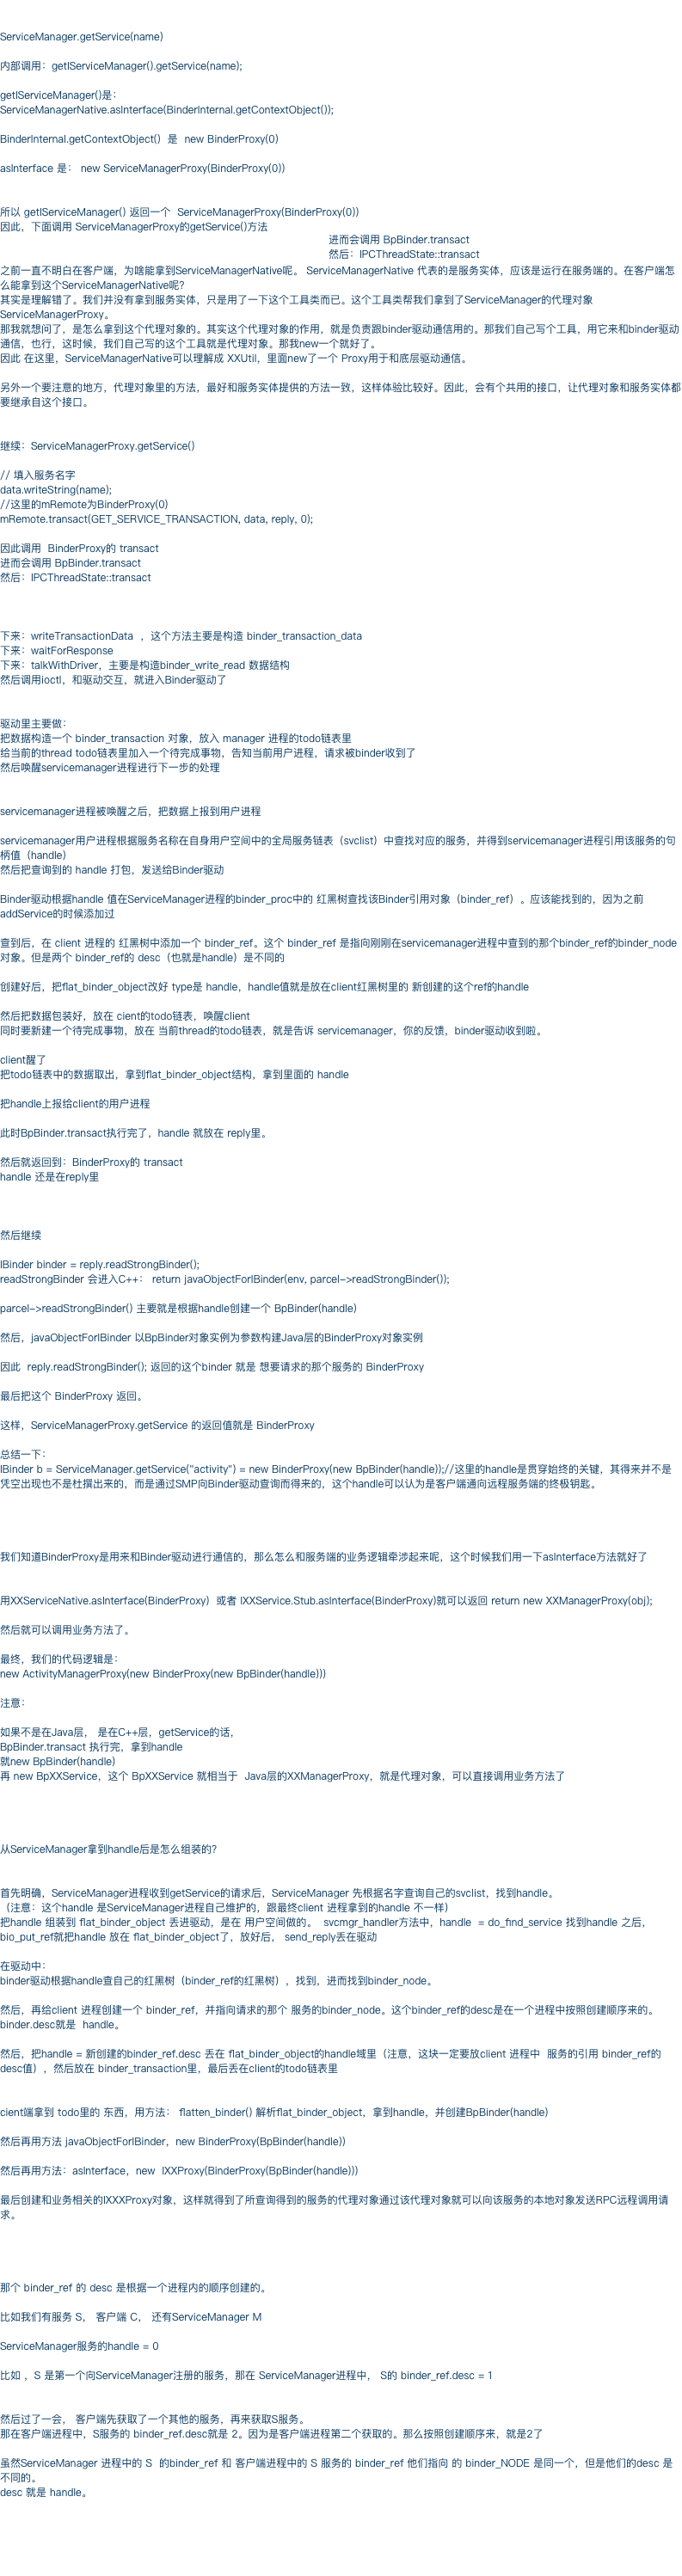 ServiceManager.getService(name)
内部调用：getIServiceManager().getService(name);
getIServiceManager()是：
ServiceManagerNative.asInterface(BinderInternal.getContextObject());
BinderInternal.getContextObject()  是  new BinderProxy(0)
asInterface 是：  new ServiceManagerProxy(BinderProxy(0))
所以 getIServiceManager() 返回一个  ServiceManagerProxy(BinderProxy(0))
因此，下面调用 ServiceManagerProxy的getService()方法
进而会调用 BpBinder.transact
然后：IPCThreadState::transact
之前一直不明白在客户端，为啥能拿到ServiceManagerNative呢。 ServiceManagerNative 代表的是服务实体，应该是运行在服务端的。在客户端怎
么能拿到这个ServiceManagerNative呢?
其实是理解错了。我们并没有拿到服务实体，只是用了一下这个工具类而已。这个工具类帮我们拿到了ServiceManager的代理对象
ServiceManagerProxy。
那我就想问了，是怎么拿到这个代理对象的。其实这个代理对象的作用，就是负责跟binder驱动通信用的。那我们自己写个工具，用它来和binder驱动
通信，也行，这时候，我们自己写的这个工具就是代理对象。那我new一个就好了。
因此 在这里，ServiceManagerNative可以理解成 XXUtil，里面new了一个 Proxy用于和底层驱动通信。
另外一个要注意的地方，代理对象里的方法，最好和服务实体提供的方法一致，这样体验比较好。因此，会有个共用的接口，让代理对象和服务实体都
要继承自这个接口。
继续：ServiceManagerProxy.getService()
// 填入服务名字
data.writeString(name);
//这里的mRemote为BinderProxy(0)
mRemote.transact(GET_SERVICE_TRANSACTION, data, reply, 0);
因此调用  BinderProxy的 transact
进而会调用 BpBinder.transact
然后：IPCThreadState::transact
下来：writeTransactionData  ，这个方法主要是构造 binder_transaction_data
下来：waitForResponse
下来：talkWithDriver，主要是构造binder_write_read 数据结构
然后调用ioctl，和驱动交互，就进入Binder驱动了
驱动里主要做：
把数据构造一个 binder_transaction 对象，放入 manager 进程的todo链表里
给当前的thread todo链表里加入一个待完成事物，告知当前用户进程，请求被binder收到了
然后唤醒servicemanager进程进行下一步的处理
servicemanager进程被唤醒之后，把数据上报到用户进程
servicemanager用户进程根据服务名称在自身用户空间中的全局服务链表（svclist）中查找对应的服务，并得到servicemanager进程引用该服务的句
柄值（handle）
然后把查询到的 handle 打包，发送给Binder驱动
Binder驱动根据handle 值在ServiceManager进程的binder_proc中的 红黑树查找该Binder引用对象（binder_ref）。应该能找到的，因为之前
addService的时候添加过
查到后，在 client 进程的 红黑树中添加一个 binder_ref。这个 binder_ref 是指向刚刚在servicemanager进程中查到的那个binder_ref的binder_node
对象。但是两个 binder_ref的 desc（也就是handle）是不同的
创建好后，把flat_binder_object改好 type是 handle，handle值就是放在client红黑树里的 新创建的这个ref的handle
然后把数据包装好，放在 cient的todo链表，唤醒client
同时要新建一个待完成事物，放在 当前thread的todo链表，就是告诉 servicemanager，你的反馈，binder驱动收到啦。
client醒了
把todo链表中的数据取出，拿到flat_binder_object结构，拿到里面的 handle
把handle上报给client的用户进程
此时BpBinder.transact执行完了，handle 就放在 reply里。
然后就返回到：BinderProxy的 transact
handle 还是在reply里
然后继续
IBinder binder = reply.readStrongBinder();
readStrongBinder 会进入C++：  return javaObjectForIBinder(env, parcel->readStrongBinder());
parcel->readStrongBinder() 主要就是根据handle创建一个 BpBinder(handle)
然后，javaObjectForIBinder 以BpBinder对象实例为参数构建Java层的BinderProxy对象实例
因此  reply.readStrongBinder(); 返回的这个binder 就是 想要请求的那个服务的 BinderProxy
最后把这个 BinderProxy 返回。
这样，ServiceManagerProxy.getService 的返回值就是 BinderProxy
总结一下：
IBinder b = ServiceManager.getService("activity") = new BinderProxy(new BpBinder(handle));//这里的handle是贯穿始终的关键，其得来并不是
凭空出现也不是杜撰出来的，而是通过SMP向Binder驱动查询而得来的，这个handle可以认为是客户端通向远程服务端的终极钥匙。
我们知道BinderProxy是用来和Binder驱动进行通信的，那么怎么和服务端的业务逻辑牵涉起来呢，这个时候我们用一下asInterface方法就好了
用XXServiceNative.asInterface(BinderProxy)  或者 IXXService.Stub.asInterface(BinderProxy)就可以返回 return new XXManagerProxy(obj);
然后就可以调用业务方法了。
最终，我们的代码逻辑是：
new ActivityManagerProxy(new BinderProxy(new BpBinder(handle)))
注意：
如果不是在Java层， 是在C++层，getService的话，
BpBinder.transact 执行完，拿到handle
就new BpBinder(handle)
再 new BpXXService，这个 BpXXService 就相当于  Java层的XXManagerProxy，就是代理对象，可以直接调用业务方法了
从ServiceManager拿到handle后是怎么组装的?
首先明确，ServiceManager进程收到getService的请求后，ServiceManager 先根据名字查询自己的svclist，找到handle。
（注意：这个handle 是ServiceManager进程自己维护的，跟最终client 进程拿到的handle 不一样）
把handle 组装到 flat_binder_object 丢进驱动，是在 用户空间做的。  svcmgr_handler方法中，handle  = do_find_service 找到handle 之后，
bio_put_ref就把handle 放在 flat_binder_object了，放好后， send_reply丢在驱动
在驱动中：
binder驱动根据handle查自己的红黑树（binder_ref的红黑树），找到，进而找到binder_node。
然后，再给client 进程创建一个 binder_ref，并指向请求的那个 服务的binder_node。这个binder_ref的desc是在一个进程中按照创建顺序来的。
binder.desc就是  handle。
然后，把handle = 新创建的binder_ref.desc 丢在 flat_binder_object的handle域里（注意，这块一定要放client 进程中  服务的引用 binder_ref的
desc值），然后放在 binder_transaction里，最后丢在client的todo链表里
cient端拿到 todo里的 东西，用方法： flatten_binder() 解析flat_binder_object，拿到handle，并创建BpBinder(handle)
然后再用方法 javaObjectForIBinder，new BinderProxy(BpBinder(handle))
然后再用方法：asInterface，new  IXXProxy(BinderProxy(BpBinder(handle)))
最后创建和业务相关的IXXXProxy对象，这样就得到了所查询得到的服务的代理对象通过该代理对象就可以向该服务的本地对象发送RPC远程调用请
求。
那个 binder_ref 的 desc 是根据一个进程内的顺序创建的。
比如我们有服务 S， 客户端 C， 还有ServiceManager M
ServiceManager服务的handle = 0
比如 ，S 是第一个向ServiceManager注册的服务，那在 ServiceManager进程中， S的 binder_ref.desc = 1
然后过了一会， 客户端先获取了一个其他的服务，再来获取S服务。
那在客户端进程中，S服务的 binder_ref.desc就是 2。因为是客户端进程第二个获取的。那么按照创建顺序来，就是2了
虽然ServiceManager 进程中的 S  的binder_ref 和 客户端进程中的 S 服务的 binder_ref 他们指向 的 binder_NODE 是同一个，但是他们的desc 是
不同的。
desc 就是 handle。